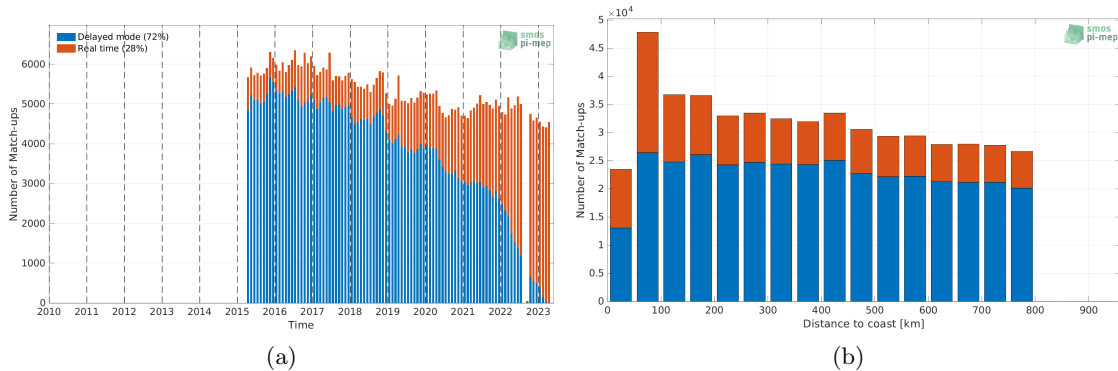 Delayed mode (72%)
Real time (28%)
smos
pi-mep
Number of Match-ups
6000
5000
4000
3000
2000
1000
0
2010 2011 2012 2013 2014 2015 2016 2017 2018 2019 2020 2021 2022 2023
Time
(a)
×10⁴
smos
pi-mep
Number of Match-ups
5
4.5
4
3.5
3
2.5
2
1.5
1
0.5
0
0 100 200 300 400 500 600 700 800 900
Distance to coast [km]
(b)